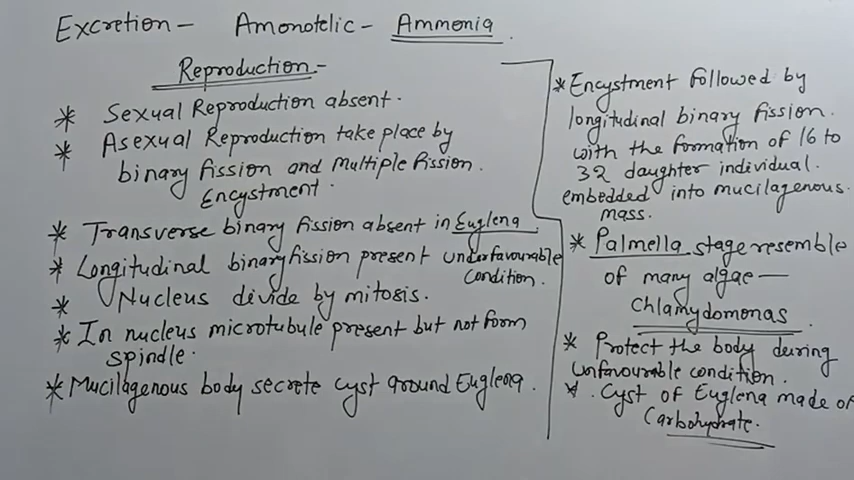 Excretion - Amonotelic - Ammonia
Reproduction -
* Sexual Reproduction absent.
* Asexual Reproduction take place by
binary fission and Multiple fission.
Encystment.
* Transverse binary fission absent in Euglena.
* Longitudinal binary fission present underfavourable
condition.
* Nucleus divide by mitosis.
* In nucleus microtubule present but not form
spindle.
* Mucilagenous body secrete cyst around Euglena.
* Encystment followed by
longitudinal binary fission.
with the formation of 16 to
32 daughter individual.
embedded into mucilagenous.
mass.
* Palmella stage resemble
of many algae -
Chlamydomonas.
* Protect the body during
unfavourable condition.
* . Cyst of Euglena made of
Carbohydrate.